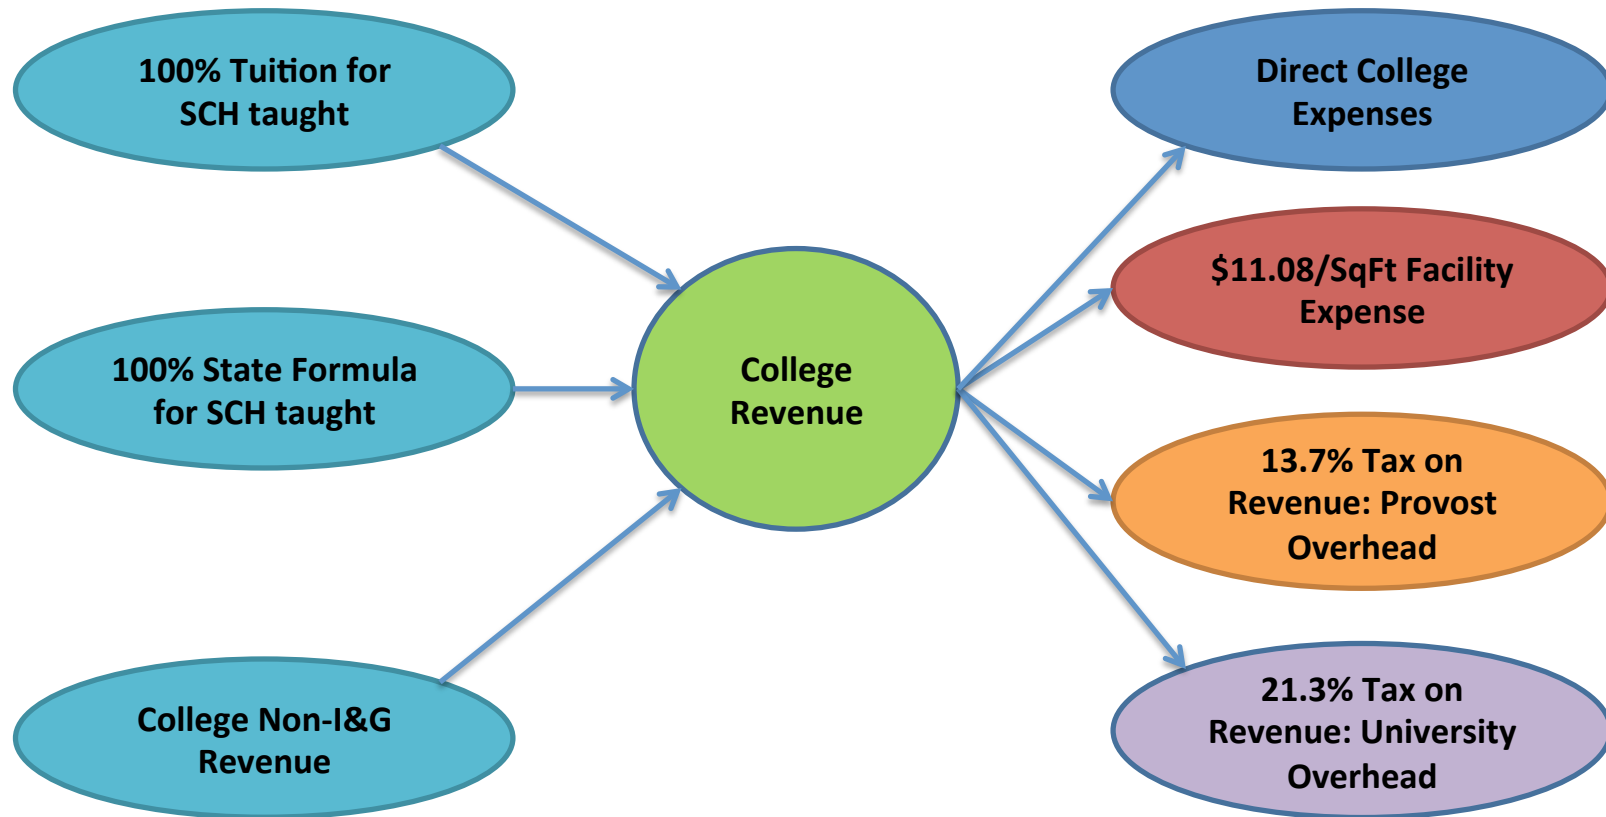 100% Tuition for
SCH taught
100% State Formula
for SCH taught
College Non-I&G
Revenue
College
Revenue
Direct College
Expenses
$11.08/SqFt Facility
Expense
13.7% Tax on
Revenue: Provost
Overhead
21.3% Tax on
Revenue: University
Overhead